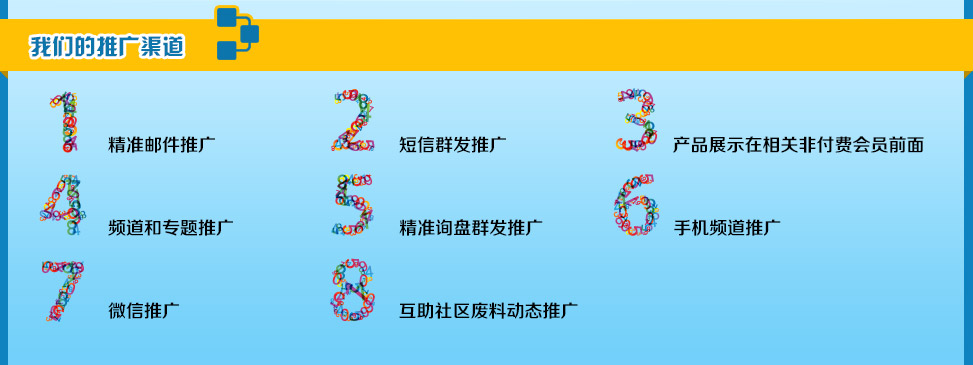 我们的推广渠道
1 精准邮件推广
2 短信群发推广
3 产品展示在相关非付费会员前面
4 频道和专题推广
5 精准询盘群发推广
6 手机频道推广
7 微信推广
8 互助社区废料动态推广